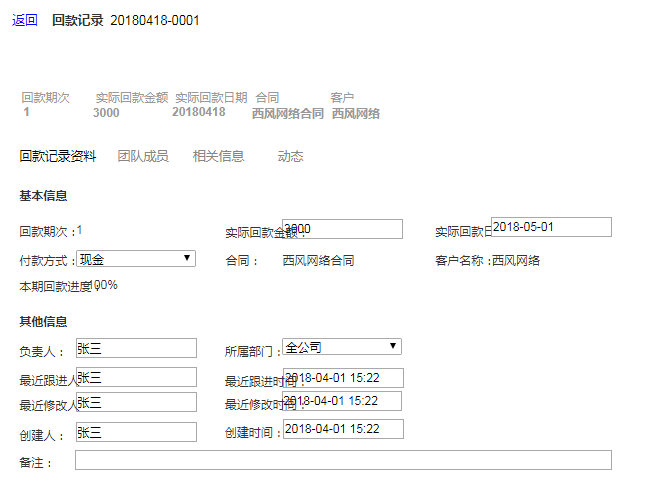 返回 回款记录 20180418-0001
回款期次 实际回款金额 实际回款日期 合同 客户
1 3000 20180418 西风网络合同 西风网络
回款记录资料 团队成员 相关信息 动态
基本信息
回款期次：1 实际回款金额： 3000 实际回款日 2018-05-01
付款方式： 现金 合同： 西风网络合同 客户名称：西风网络
本期回款进度：100%
其他信息
负责人： 张三 所属部门： 全公司
最近跟进人 张三 最近跟进时间： 2018-04-01 15:22
最近修改人 张三 最近修改时间： 2018-04-01 15:22
创建人： 张三 创建时间： 2018-04-01 15:22
备注：